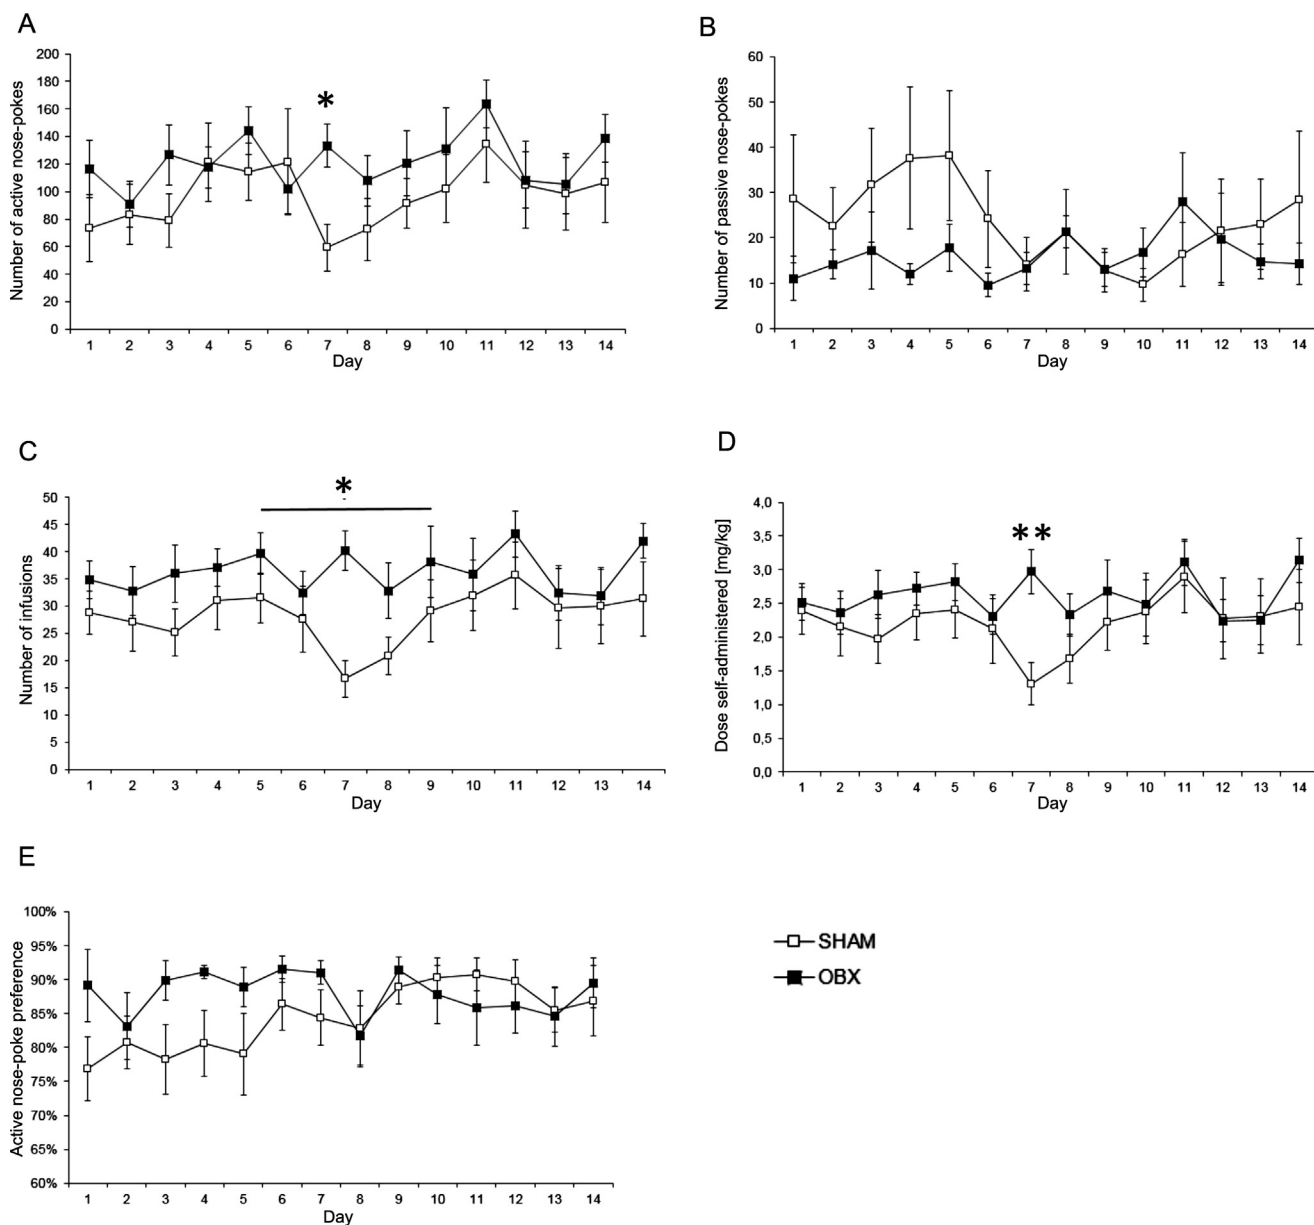 A
Number of active nose-pokes
200
180
160
140
120
100
80
60
40
20
0
*
1 2 3 4 5 6 7 8 9 10 11 12 13 14
Day
B
Number of passive nose-pokes
60
50
40
30
20
10
0
1 2 3 4 5 6 7 8 9 10 11 12 13 14
Day
C
Number of infusions
50
45
40
35
30
25
20
15
10
5
0
*
1 2 3 4 5 6 7 8 9 10 11 12 13 14
Day
D
Dose self-administered [mg/kg]
4,0
3,5
3,0
2,5
2,0
1,5
1,0
0,5
0,0
**
1 2 3 4 5 6 7 8 9 10 11 12 13 14
Day
E
Active nose-poke preference
100%
95%
90%
85%
80%
75%
70%
65%
60%
1 2 3 4 5 6 7 8 9 10 11 12 13 14
Day
SHAM
OBX